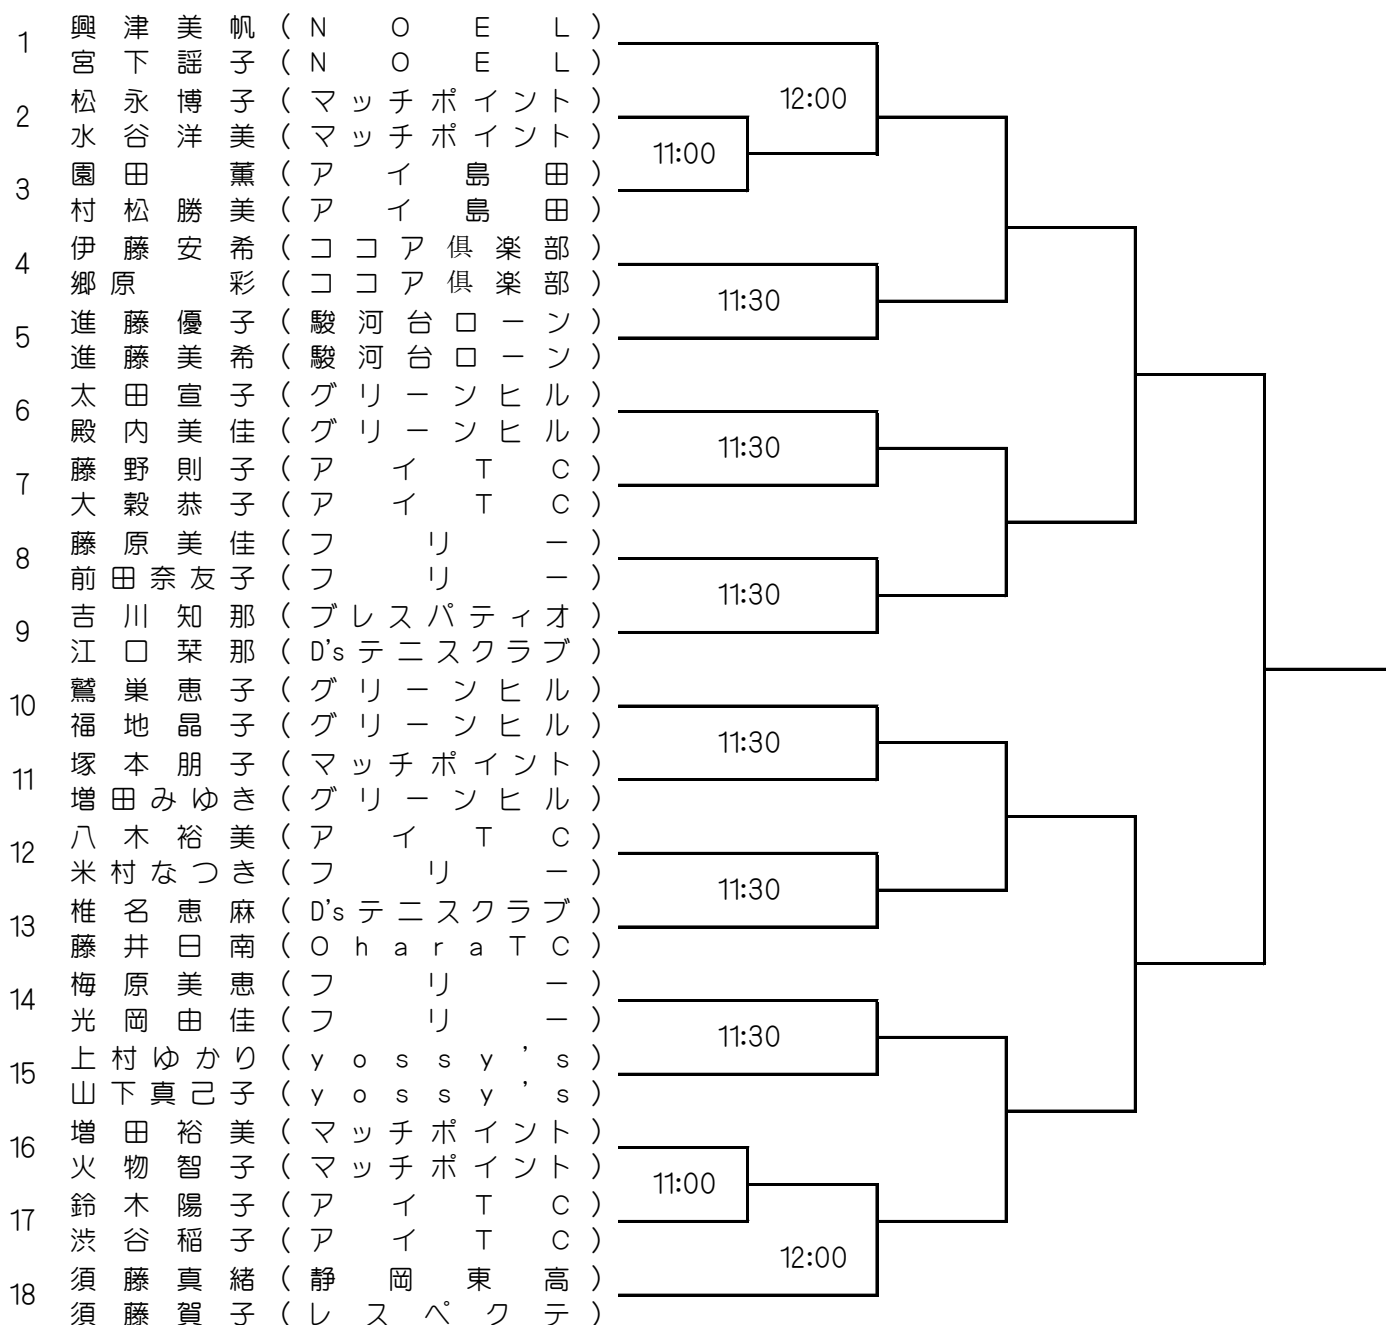 1 興津美帆(NOEL)
宮下謡子(NOEL)
2 松永博子(マッチポイント) 12:00
水谷洋美(マッチポイント)
11:00
3 園田 薫(アイ島田)
村松勝美(アイ島田)
4 伊藤安希(ココア俱楽部)
郷原 彩(ココア俱楽部) 11:30
5 進藤優子(駿河台ローン)
進藤美希(駿河台ローン)
6 太田宣子(グリーンヒル)
殿内美佳(グリーンヒル) 11:30
7 藤野則子(アイTC)
大穀恭子(アイTC)
8 藤原美佳(フリー)
前田奈友子(フリー) 11:30
9 吉川知那(ブレスパティオ)
江口栞那(D'sテニスクラブ)
10 鷲巣恵子(グリーンヒル)
福地晶子(グリーンヒル) 11:30
11 塚本朋子(マッチポイント)
増田みゆき(グリーンヒル)
12 八木裕美(アイTC)
米村なつき(フリー) 11:30
13 椎名恵麻(D'sテニスクラブ)
藤井日南(OharaTC)
14 梅原美恵(フリー)
光岡由佳(フリー) 11:30
15 上村ゆかり(yossy's)
山下真己子(yossy's)
16 増田裕美(マッチポイント)
火物智子(マッチポイント) 11:00
17 鈴木陽子(アイTC)
渋谷稲子(アイTC) 12:00
18 須藤真緒(静岡東高)
須藤賀子(レスペクテ)